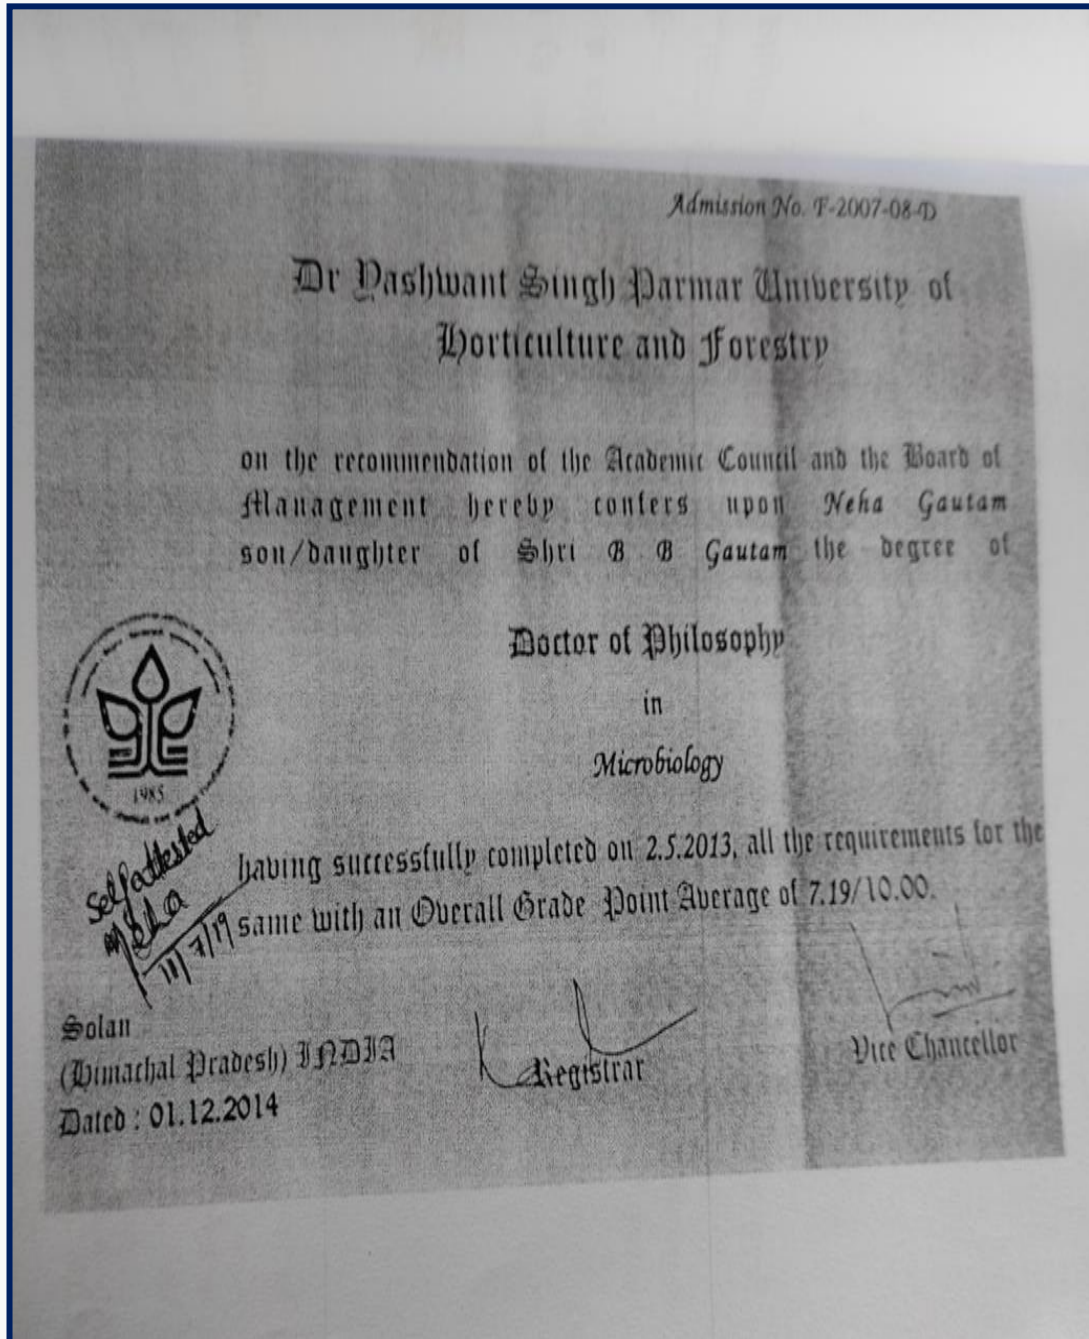 Admission No. F-2007-08-D
Dr Yashwant Singh Parmar University of
Horticulture and Forestry
on the recommendation of the Academic Council and the Board of
Management hereby confers upon Neha Gautam
son/daughter of Shri B B Gautam the degree of
Doctor of Philosophy
in
Microbiology
1985
Self attested
Neha
11/7/19
having successfully completed on 2.5.2013, all the requirements for the
same with an Overall Grade Point Average of 7.19/10.00.
Solan
(Himachal Pradesh) INDIA
Dated : 01.12.2014
Registrar
Vice Chancellor